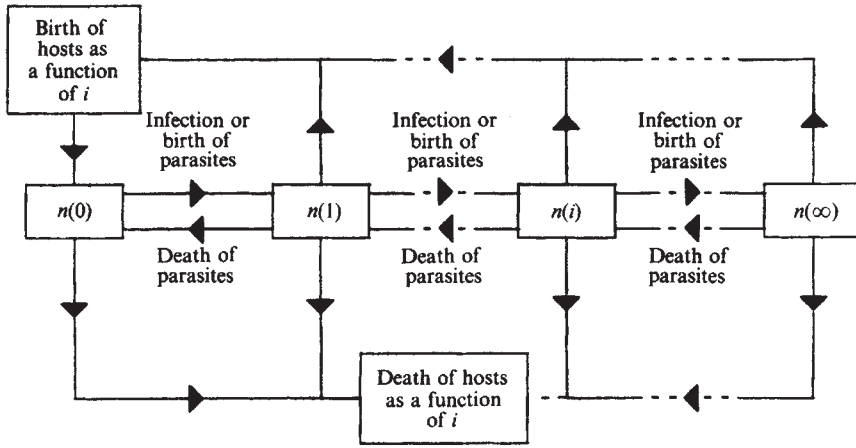 Birth of
hosts as
a function
of i
Infection or
birth of
parasites
Infection or
birth of
parasites
Infection or
birth of
parasites
n(0)
n(1)
n(i)
n(∞)
Death of
parasites
Death of
parasites
Death of
parasites
Death of hosts
as a function
of i